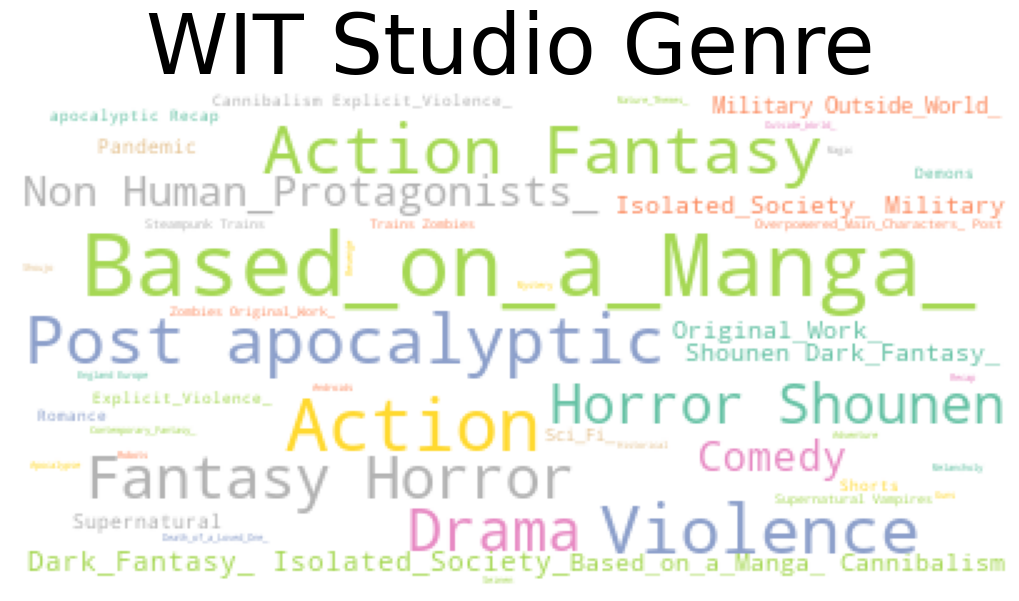 WIT Studio Genre
Cannibalism Explicit_Violence_
Nature_Themes_
Military Outside_World_
apocalyptic Recap
Outside_World_
Action Fantasy
Pandemic
Magic
Demons
Non Human_Protagonists_
Isolated_Society_ Military
Steampunk Trains
Trains Zombies
Overpowered_Main_Characters_ Post
Based_on_a_Manga_
Shoujo
Mystery
Zombies Original_Work_
Post apocalyptic
Original_Work_
Shounen Dark_Fantasy_
England Europe
Recap
Androids
Horror Shounen
Explicit_Violence_
Action
Romance
Contemporary_Fantasy_
Sci_Fi_
Adventure
Historical
Comedy
Robots
Apocalypse
Fantasy Horror
Melancholy
Shorts
Supernatural Vampires
Guns
Supernatural
Drama
Violence
Death_of_a_Loved_One_
Dark_Fantasy_ Isolated_Society_
Based_on_a_Manga_ Cannibalism
Seinen